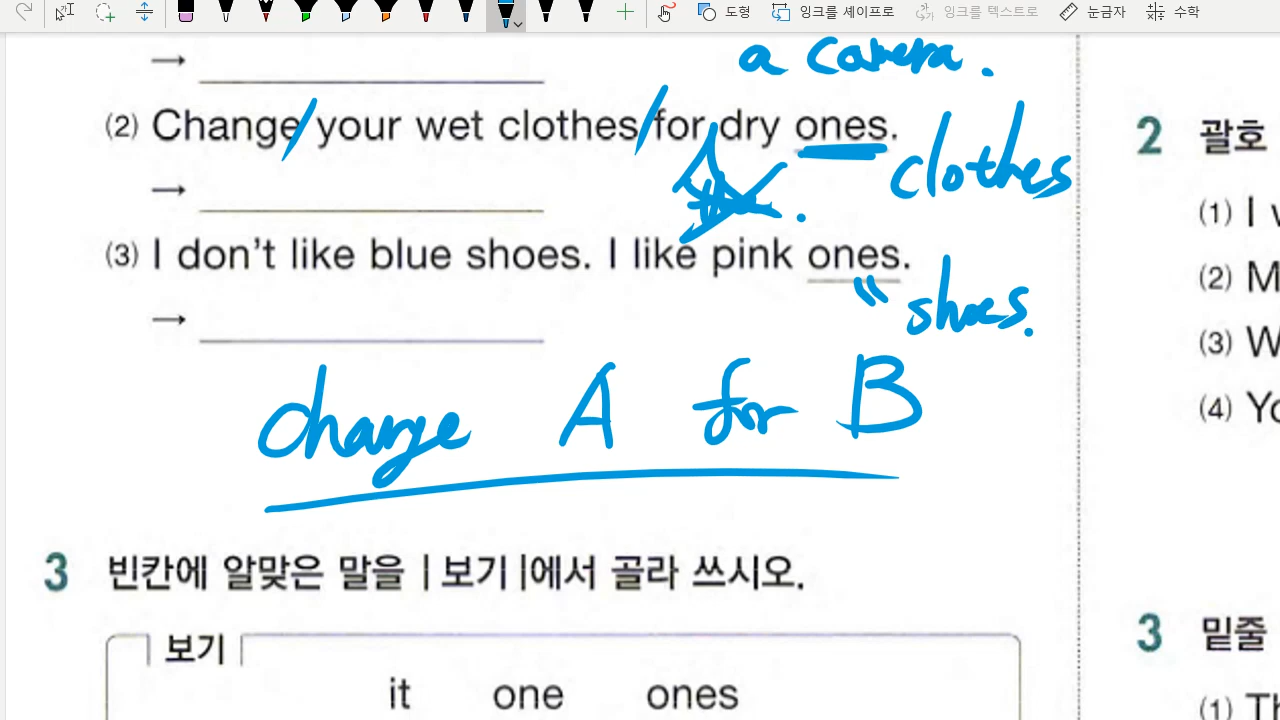 도형 잉크를 셰이프로 잉크를 텍스트로 눈금자 수학
a camera.
→
(2) Change/your wet clothes/for dry ones.
clothes
→
(3) I don't like blue shoes. I like pink ones.
" shoes.
→
change A for B
3 빈칸에 알맞은 말을 | 보기 |에서 골라 쓰시오.
보기
it one ones
2 괄호
(1) I
(2) M
(3) W
(4) Yo
3 밑줄
(1) Th